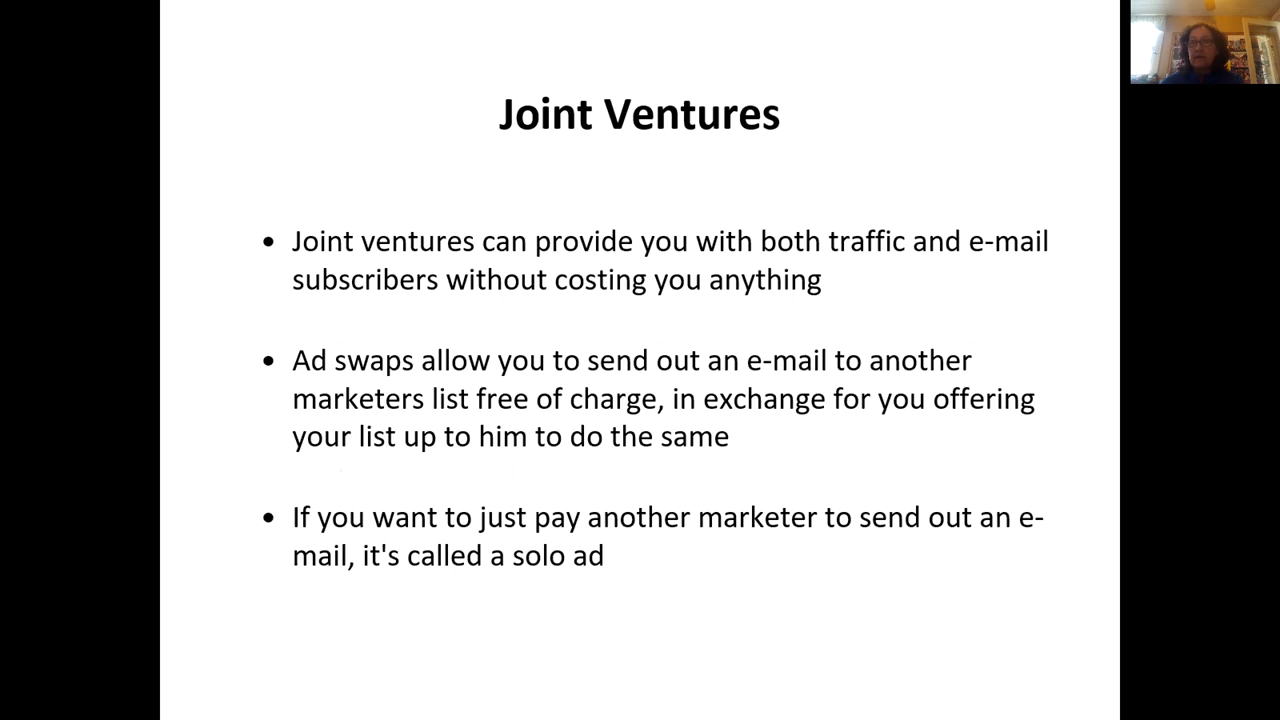 Joint Ventures
• Joint ventures can provide you with both traffic and e-mail
subscribers without costing you anything
• Ad swaps allow you to send out an e-mail to another
marketers list free of charge, in exchange for you offering
your list up to him to do the same
• If you want to just pay another marketer to send out an e-
mail, it's called a solo ad